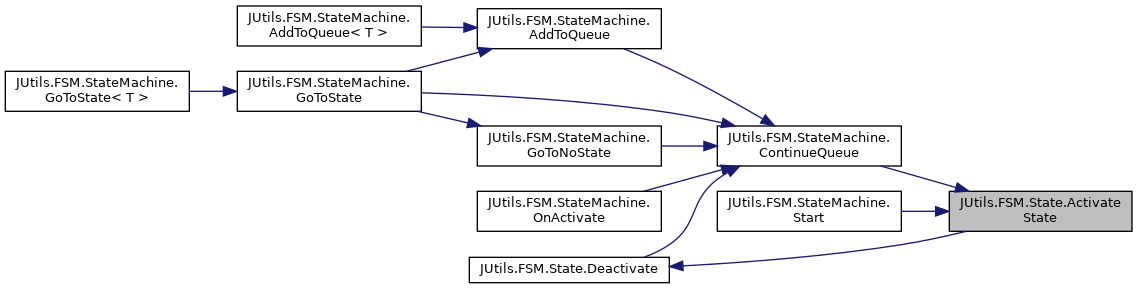 JUtils.FSM.StateMachine.
AddToQueue< T >
JUtils.FSM.StateMachine.
AddToQueue
JUtils.FSM.StateMachine.
GoToState< T >
JUtils.FSM.StateMachine.
GoToState
JUtils.FSM.StateMachine.
GoToNoState
JUtils.FSM.StateMachine.
ContinueQueue
JUtils.FSM.StateMachine.
OnActivate
JUtils.FSM.StateMachine.
Start
JUtils.FSM.State.Activate
State
JUtils.FSM.State.Deactivate